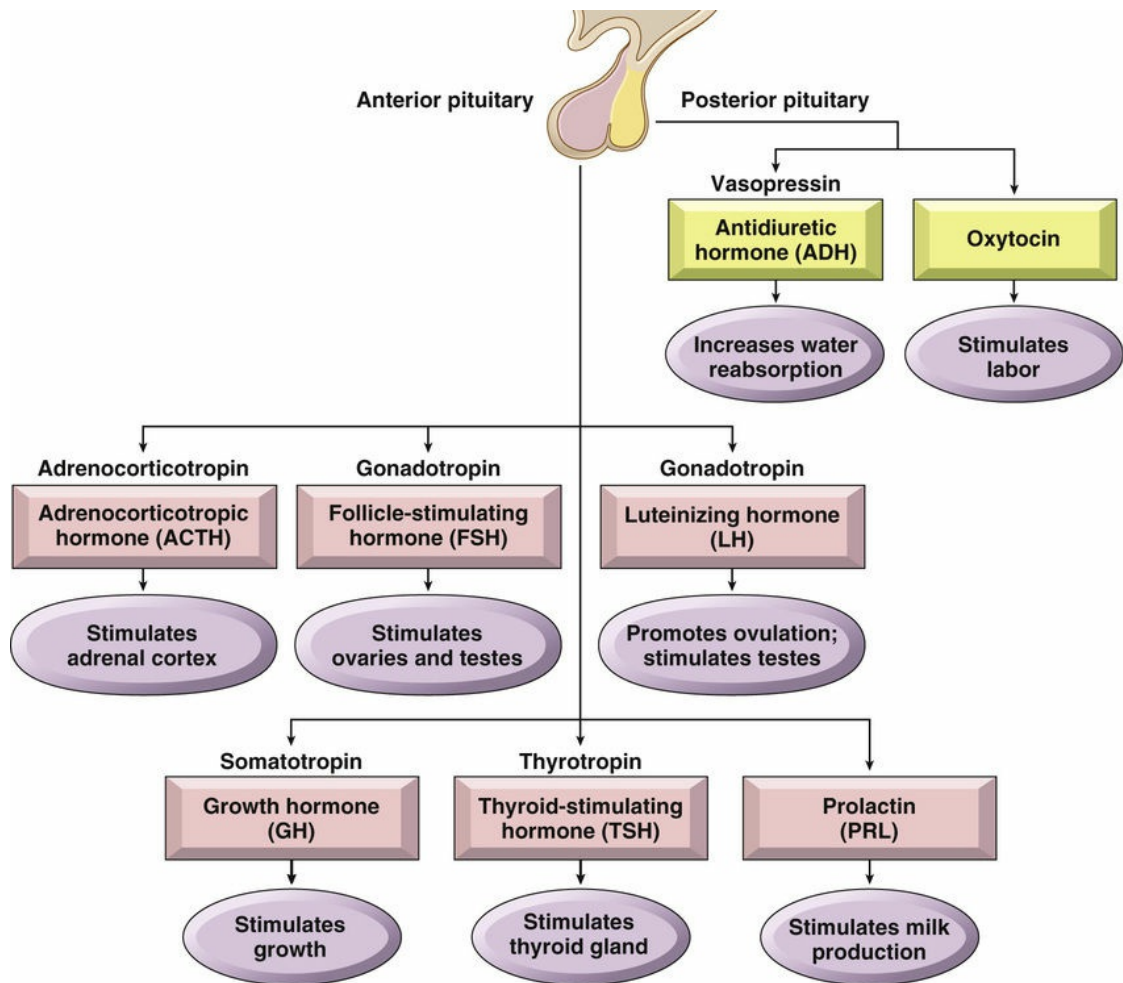 Anterior pituitary
Posterior pituitary
Vasopressin
Antidiuretic
hormone (ADH)
Oxytocin
Increases water
reabsorption
Stimulates
labor
Adrenocorticotropin
Gonadotropin
Gonadotropin
Adrenocorticotropic
hormone (ACTH)
Follicle-stimulating
hormone (FSH)
Luteinizing hormone
(LH)
Stimulates
adrenal cortex
Stimulates
ovaries and testes
Promotes ovulation;
stimulates testes
Somatotropin
Thyrotropin
Growth hormone
(GH)
Thyroid-stimulating
hormone (TSH)
Prolactin
(PRL)
Stimulates
growth
Stimulates
thyroid gland
Stimulates milk
production